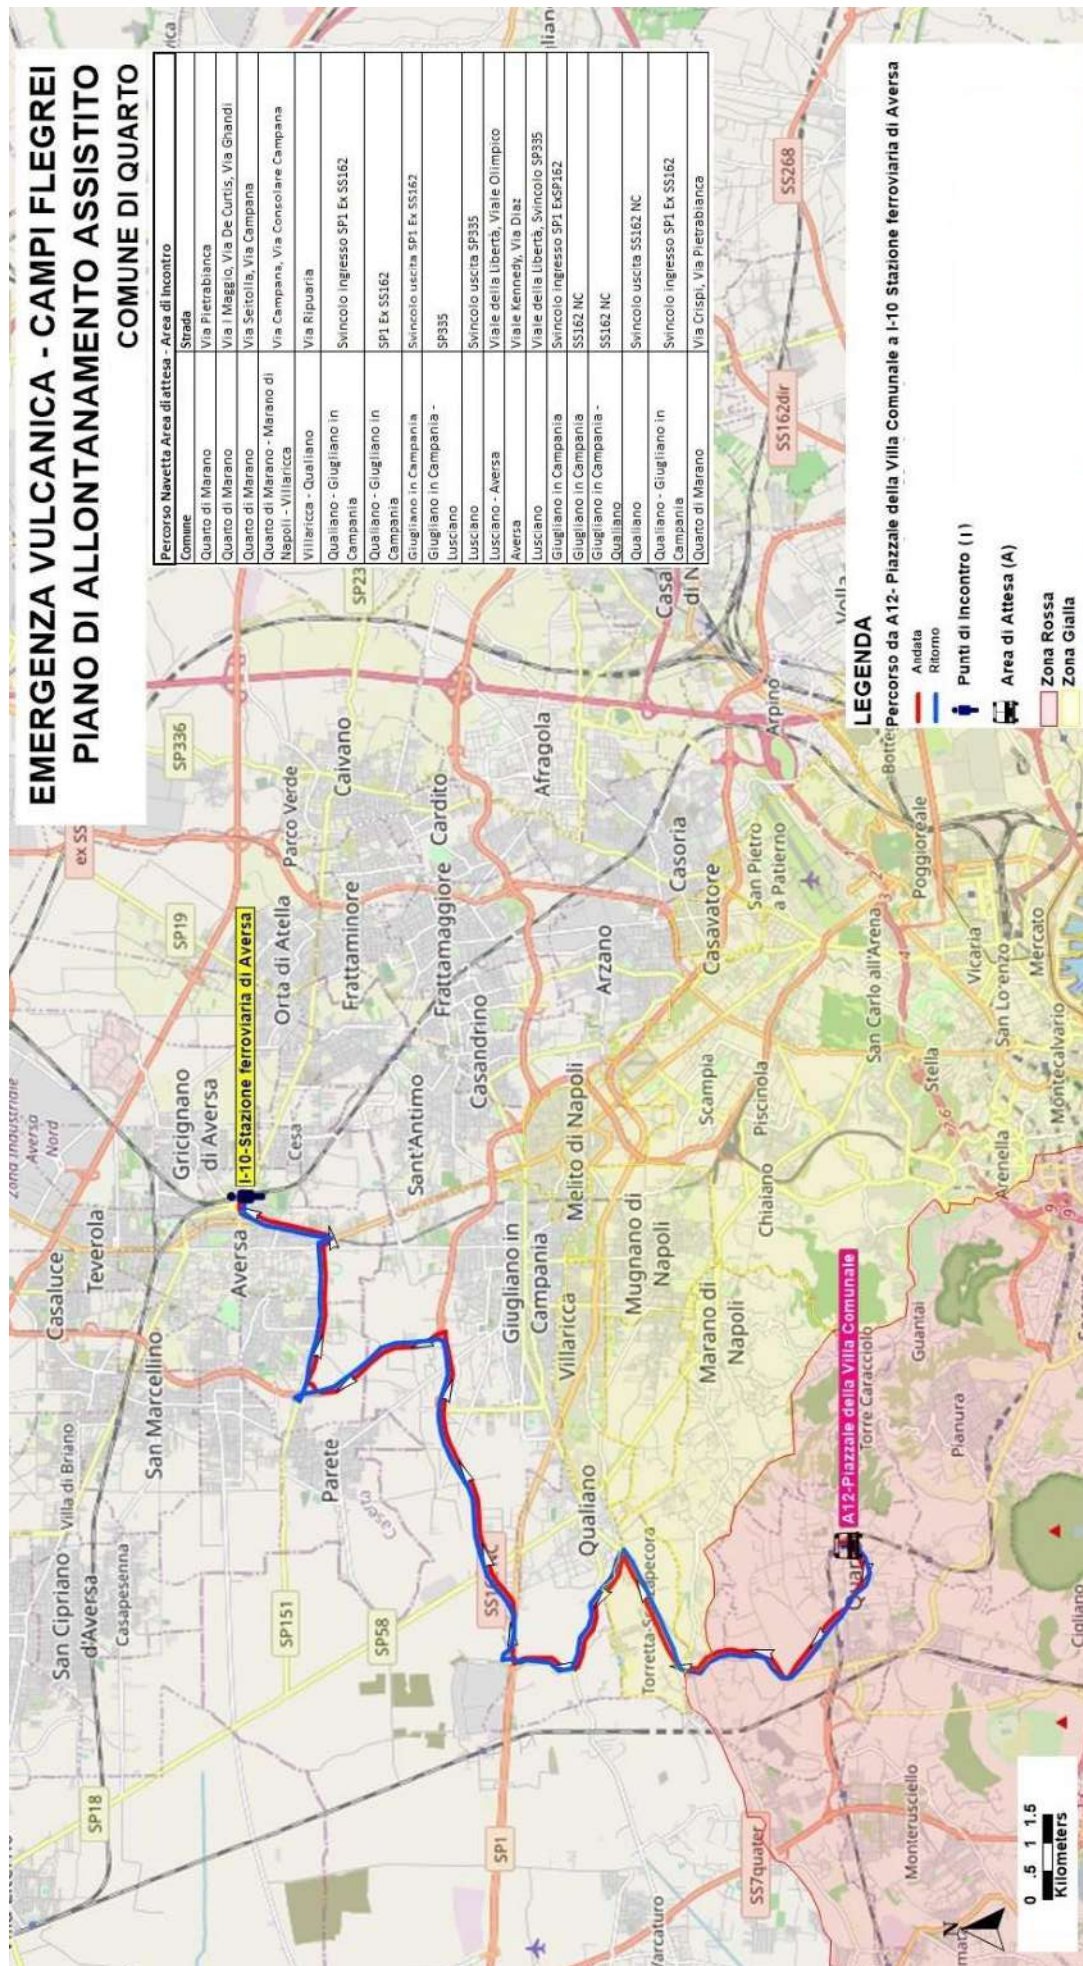 EMERGENZA VULCANICA - CAMPI FLEGREI
PIANO DI ALLONTANAMENTO ASSISTITO
COMUNE DI QUARTO
Percorso Navetta Area di attesa - Area di Incontro
Comune Strada
Quarto di Marano Via Pietrabianca
Quarto di Marano Via I Maggio, Via De Curtis, Via Ghandi
Quarto di Marano Via Seitolla, Via Campana
Quarto di Marano - Marano di Via Campana, Via Consolare Campana
Napoli - Villaricca
Villaricca - Qualiano Via Ripuaria
Qualiano - Giugliano in Svincolo ingresso SP1 Ex SS162
Campania
Qualiano - Giugliano in SP1 Ex SS162
Campania
Giugliano in Campania Svincolo uscita SP1 Ex SS162
Giugliano in Campania - SP335
Lusciano
Lusciano Svincolo uscita SP335
Lusciano - Aversa Viale della Libertà, Viale Olimpico
Aversa Viale Kennedy, Via Diaz
Lusciano Viale della Libertà, Svincolo SP335
Giugliano in Campania Svincolo ingresso SP1 ExSP162
Giugliano in Campania SS162 NC
Giugliano in Campania - SS162 NC
Qualiano
Qualiano Svincolo uscita SS162 NC
Qualiano - Giugliano in Svincolo ingresso SP1 Ex SS162
Campania
Quarto di Marano Via Crispi, Via Pietrabianca
LEGENDA
Percorso da A12- Piazzale della Villa Comunale a I-10 Stazione ferroviaria di Aversa
Andata
Ritorno
Punti di Incontro ( I )
Area di Attesa (A)
Zona Rossa
Zona Gialla
I-10-Stazione ferroviaria di Aversa
A12-Piazzale della Villa Comunale
Zona Industriale
Aversa
Nord
Casaluce
Teverola
Gricignano
di Aversa
San Marcellino
Villa di Briano
San Cipriano
d'Aversa
Casapesenna
SP18
SP151
SP58
SP19
SP336
ex SS
SP23
Aversa
Cesa
Orta di Atella
Parco Verde
Caivano
Frattaminore
Frattamaggiore
Cardito
Sant'Antimo
Casandrino
Afragola
Parete
Caserta
Giugliano in
Campania
Villaricca
Melito di Napoli
Arzano
Casoria
Casavatore
Qualiano
Mugnano di
Napoli
Marano di
Napoli
Scampia
Piscinola
Chiaiano
San Pietro
a Patierno
Arpino
SS268
SS162dir
SP1
SS7quater
Poggioreale
San Carlo all'Arena
Stella
Vicaria
San Lorenzo
Mercato
Montecalvario
Arenella
Guantai
Torre Caracciolo
Pianura
Cigliano
Monterusciello
Varcaturo
N
0 .5 1 1.5
Kilometers